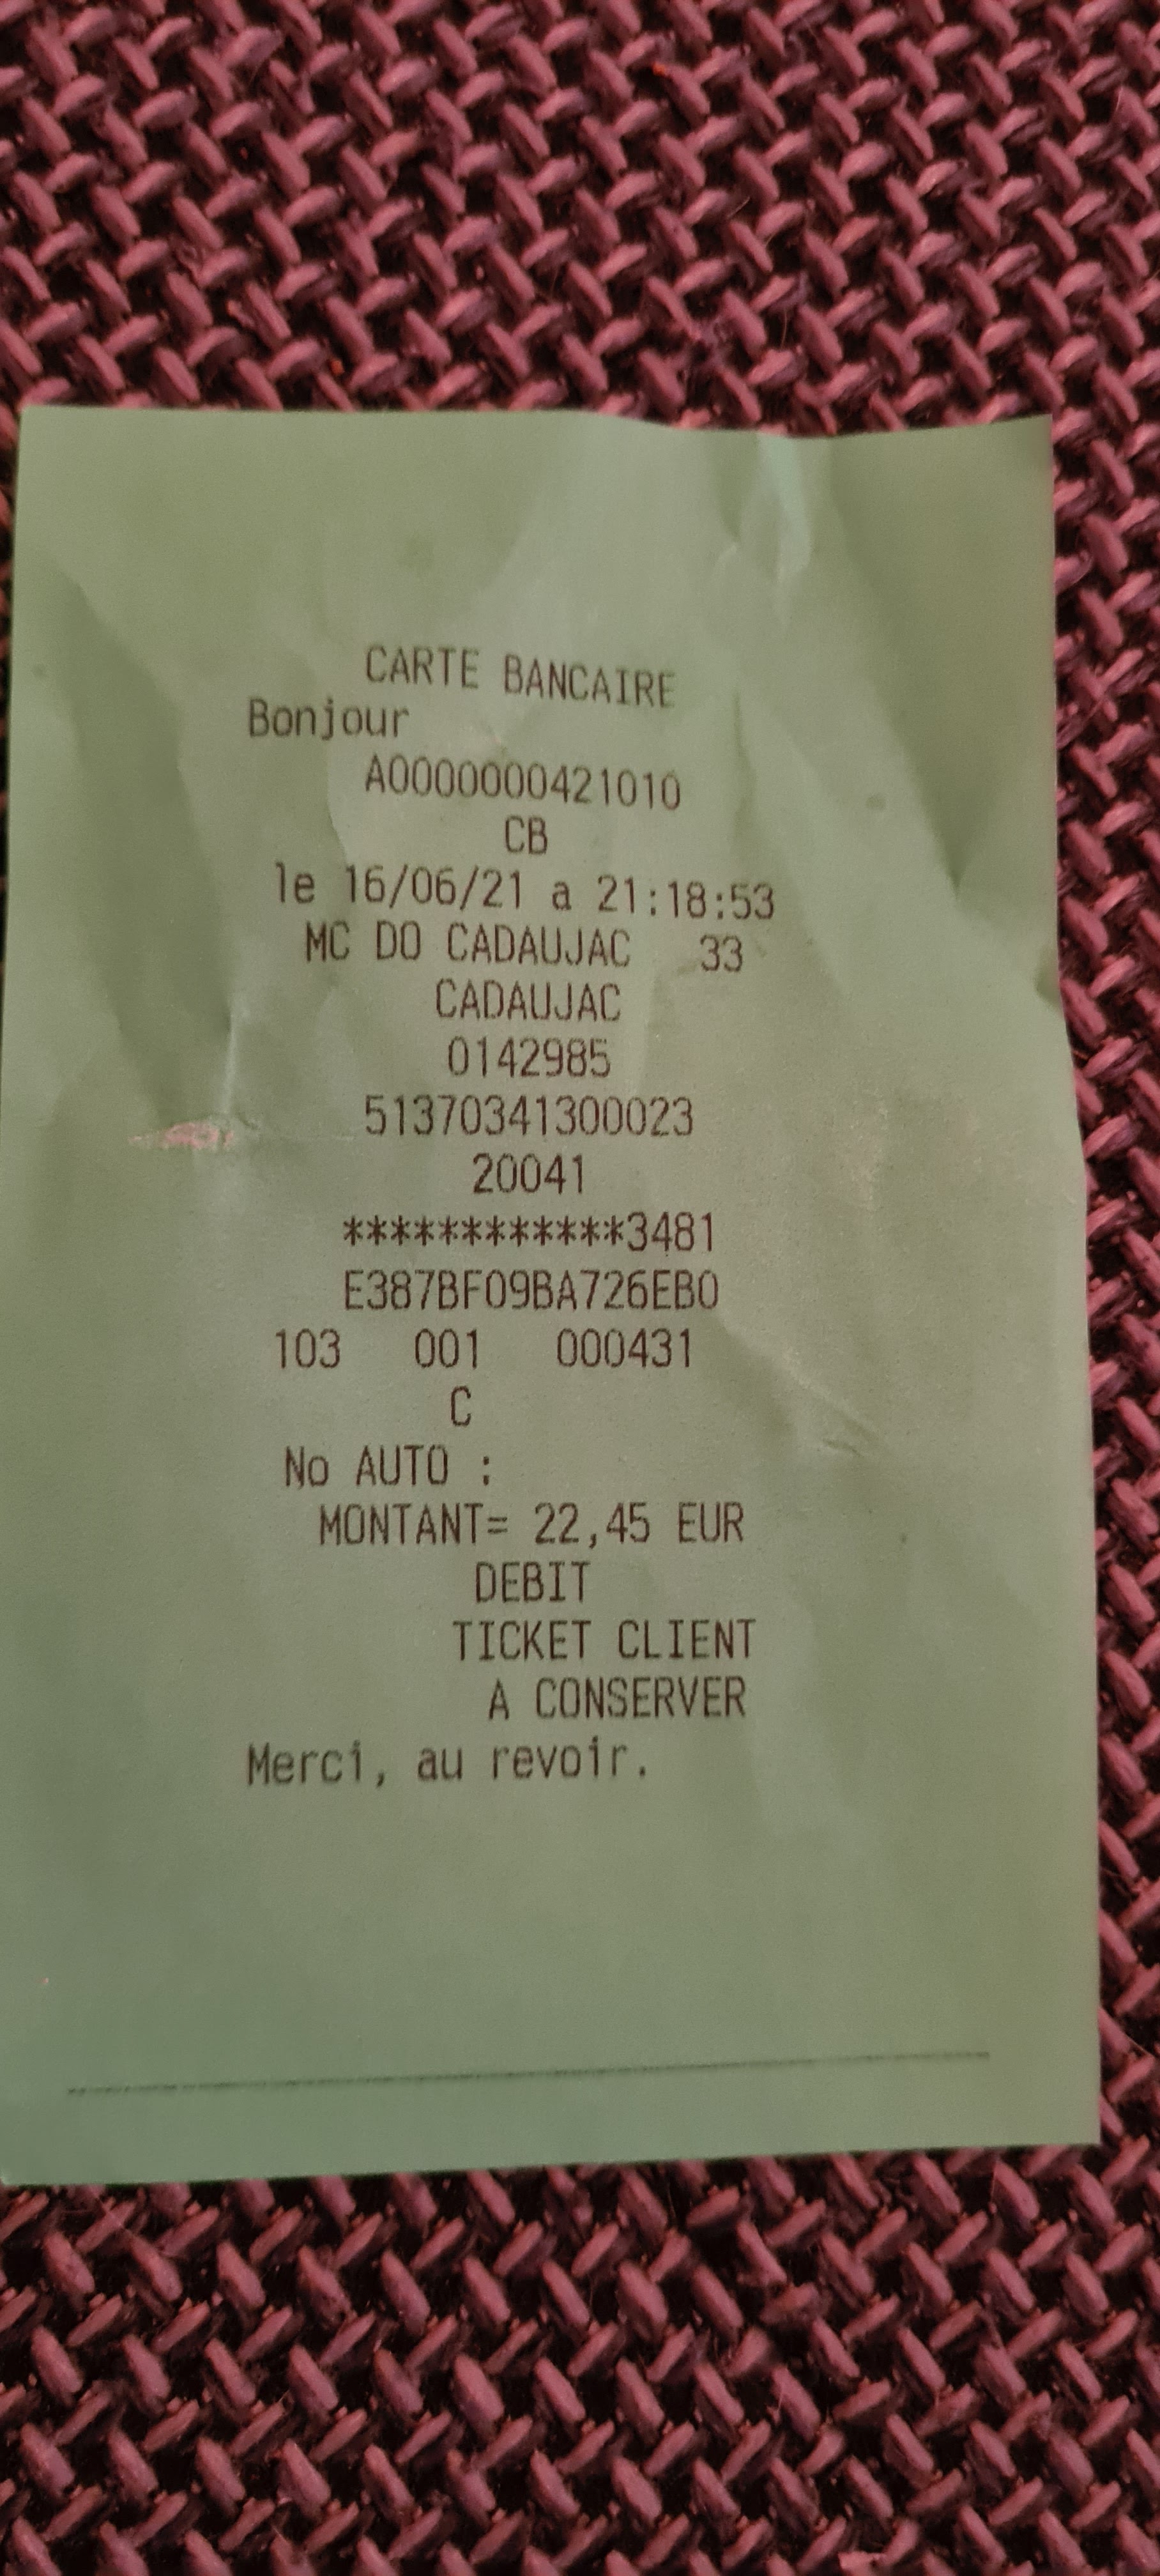 CARTE BANCAIRE
Bonjour
A0000000421010
CB
le 16/06/21 a 21:18:53
MC DO CADAUJAC 33
CADAUJAC
0142985
51370341300023
20041
************3481
E387BF09BA726EB0
103 001 000431
C
No AUTO :
MONTANT= 22,45 EUR
DEBIT
TICKET CLIENT
A CONSERVER
Merci, au revoir.